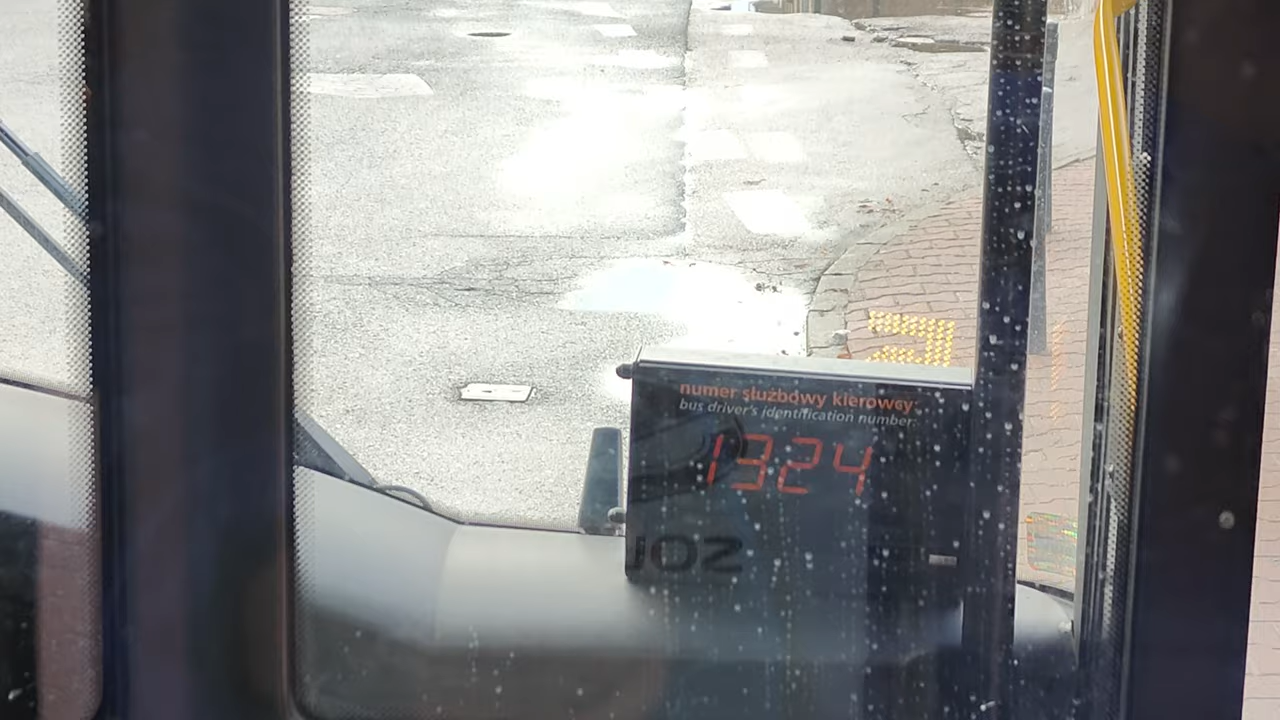 numer służbowy kierowcy:
bus driver's identification number:
1324